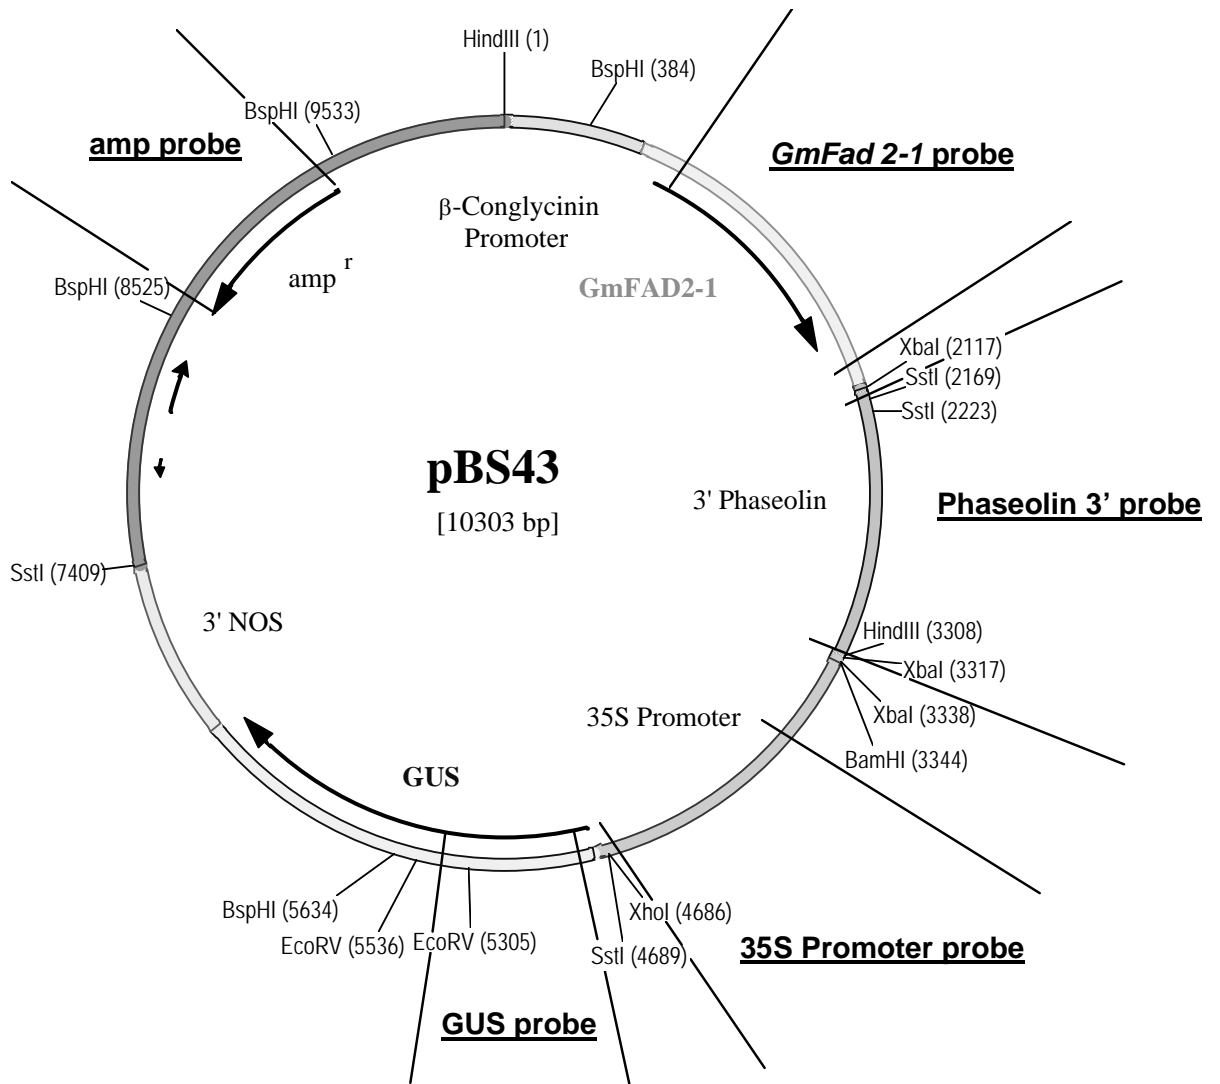 HindIII (1)
BspHI (384)
BspHI (9533)
amp probe
GmFad 2-1 probe
β-Conglycinin
Promoter
amp r
GmFAD2-1
BspHI (8525)
XbaI (2117)
SstI (2169)
SstI (2223)
pBS43
[10303 bp]
3' Phaseolin
Phaseolin 3’ probe
SstI (7409)
3' NOS
HindIII (3308)
XbaI (3317)
XbaI (3338)
BamHI (3344)
35S Promoter
GUS
BspHI (5634)
EcoRV (5536)
EcoRV (5305)
XhoI (4686)
SstI (4689)
35S Promoter probe
GUS probe